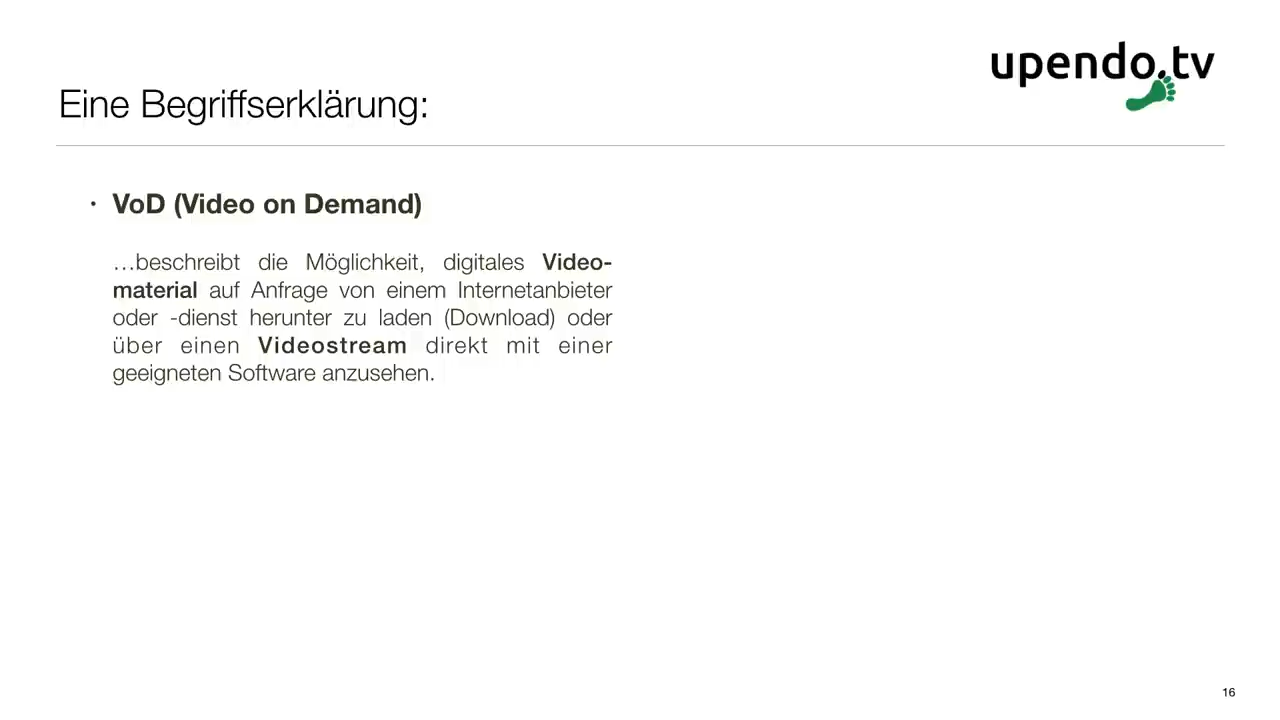 upendo.tv
Eine Begriffserklärung:
• VoD (Video on Demand)
…beschreibt die Möglichkeit, digitales Video-
material auf Anfrage von einem Internetanbieter
oder -dienst herunter zu laden (Download) oder
über einen Videostream direkt mit einer
geeigneten Software anzusehen.
16